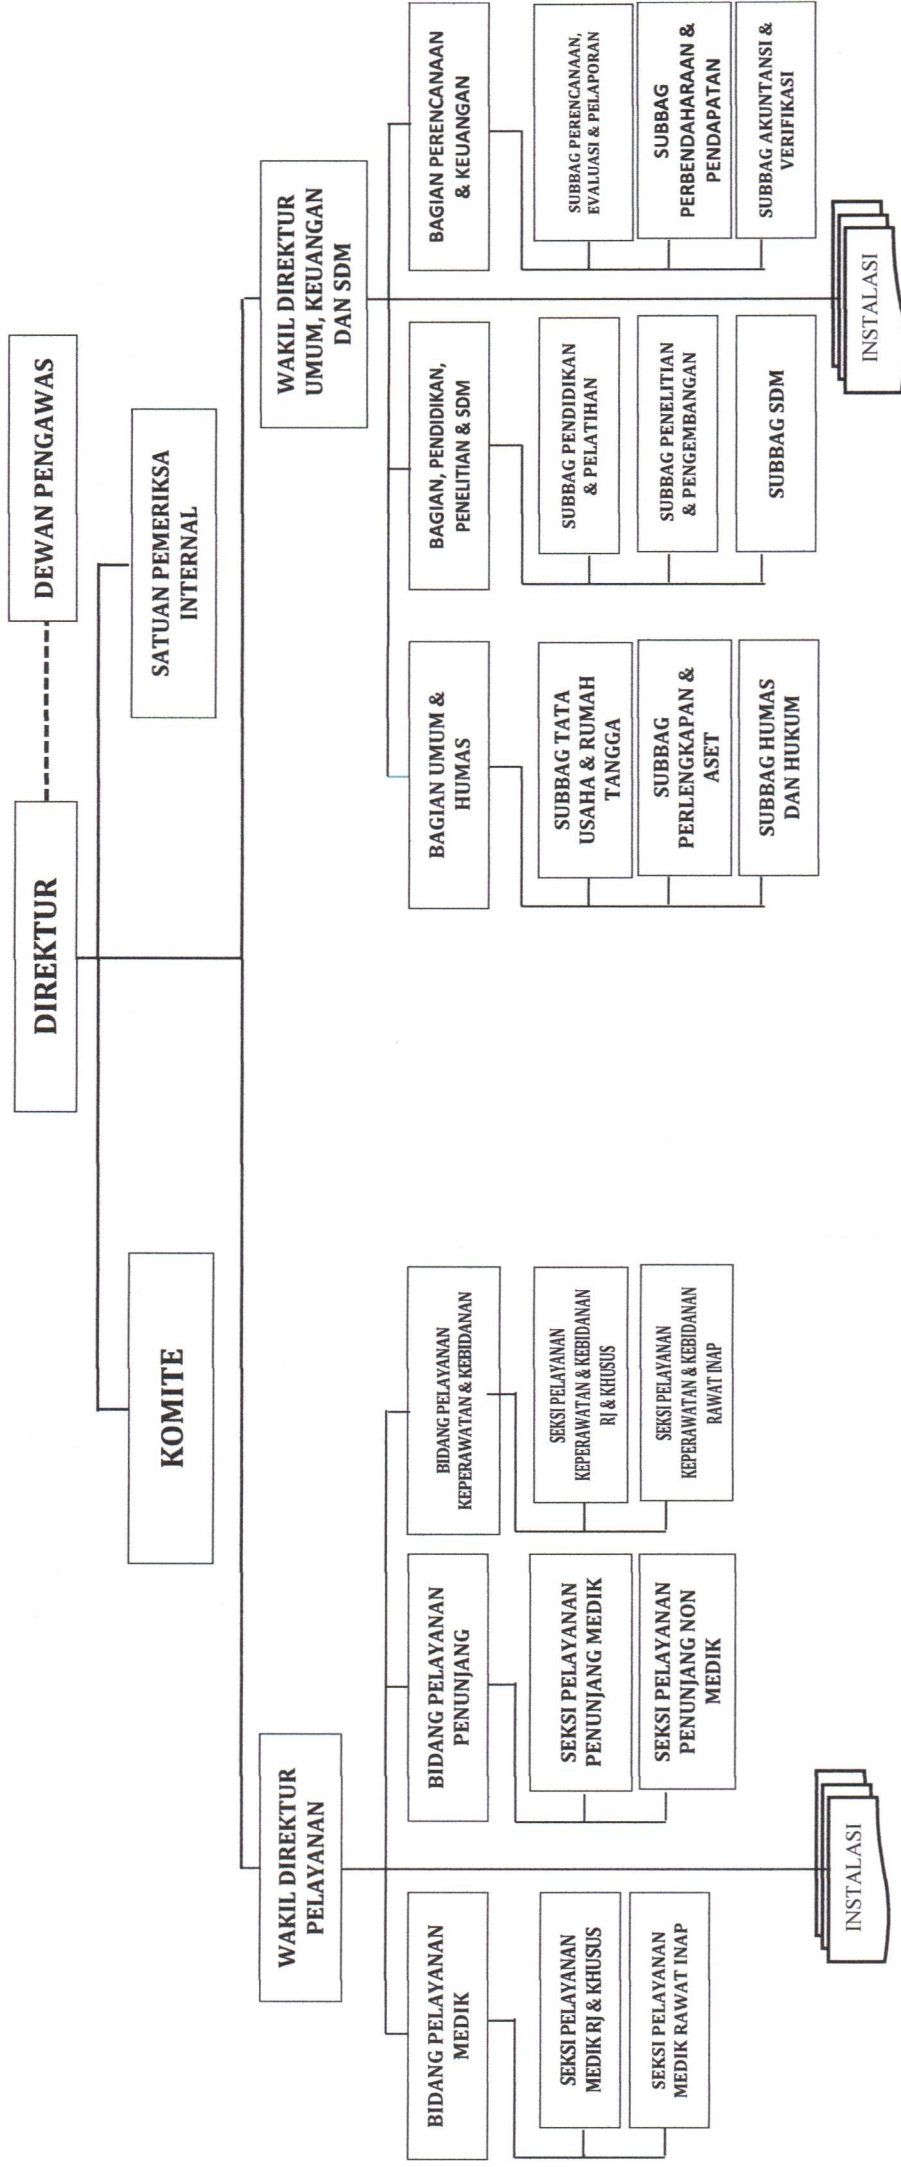 DIREKTUR
DEWAN PENGAWAS
KOMITE
SATUAN PEMERIKSA
INTERNAL
WAKIL DIREKTUR
PELAYANAN
WAKIL DIREKTUR
UMUM, KEUANGAN
DAN SDM
BIDANG PELAYANAN
MEDIK
BIDANG PELAYANAN
PENUNJANG
BIDANG PELAYANAN
KEPERAWATAN & KEBIDANAN
BAGIAN UMUM &
HUMAS
BAGIAN, PENDIDIKAN,
PENELITIAN & SDM
BAGIAN PERENCANAAN
& KEUANGAN
SEKSI PELAYANAN
MEDIK RJ & KHUSUS
SEKSI PELAYANAN
MEDIK RAWAT INAP
SEKSI PELAYANAN
PENUNJANG MEDIK
SEKSI PELAYANAN
PENUNJANG NON
MEDIK
SEKSI PELAYANAN
KEPERAWATAN & KEBIDANAN
RJ & KHUSUS
SEKSI PELAYANAN
KEPERAWATAN & KEBIDANAN
RAWAT INAP
SUBBAG TATA
USAHA & RUMAH
TANGGA
SUBBAG
PERLENGKAPAN &
ASET
SUBBAG HUMAS
DAN HUKUM
SUBBAG PENDIDIKAN
& PELATIHAN
SUBBAG PENELITIAN
& PENGEMBANGAN
SUBBAG SDM
SUBBAG PERENCANAAN,
EVALUASI & PELAPORAN
SUBBAG
PERBENDAHARAAN &
PENDAPATAN
SUBBAG AKUNTANSI &
VERIFIKASI
INSTALASI
INSTALASI